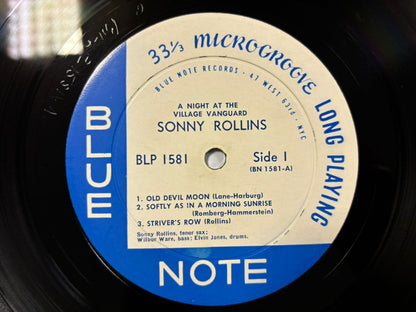 33 1/3 MICROGROOVE LONG PLAYING
BLUE NOTE RECORDS • 47 WEST 63rd • NYC
A NIGHT AT THE
VILLAGE VANGUARD
SONNY ROLLINS
BLP 1581
Side 1
(BN 1581-A)
1. OLD DEVIL MOON (Lane-Harburg)
2. SOFTLY AS IN A MORNING SUNRISE
(Romberg-Hammerstein)
3. STRIVER'S ROW (Rollins)
Sonny Rollins, tenor sax;
Wilbur Ware, bass; Elvin Jones, drums.
BLUE
NOTE